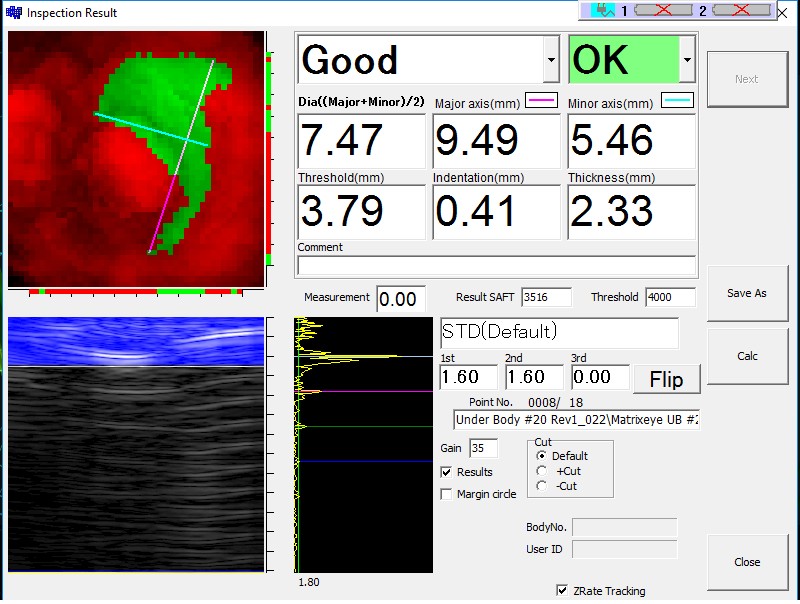 Inspection Result
1 2
Good OK
Next
Dia((Major+Minor)/2) Major axis(mm) Minor axis(mm)
7.47 9.49 5.46
Threshold(mm) Indentation(mm) Thickness(mm)
3.79 0.41 2.33
Comment
Measurement 0.00 Result SAFT 3516 Threshold 4000
Save As
STD(Default)
1st 2nd 3rd
1.60 1.60 0.00 Flip
Calc
Point No. 0008/ 18
Under Body #20 Rev1_022\Matrixeye UB #2
Gain 35
Cut
Default
+Cut
-Cut
Results
Margin circle
BodyNo.
User ID
Close
1.80
ZRate Tracking